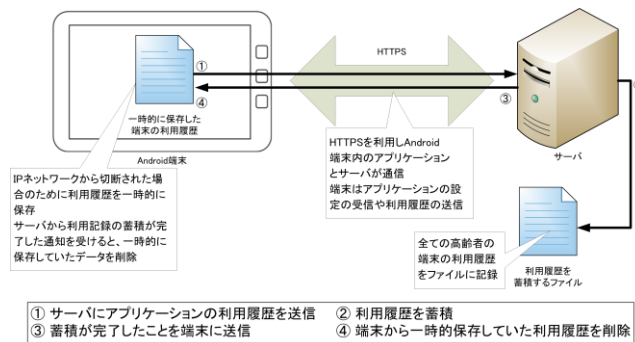 HTTPS
①
④
③
一時的に保存した
端末の利用履歴
Android端末
サーバ
IPネットワークから切断された場
合のために利用履歴を一時的に
保存
サーバから利用記録の蓄積が完
了した通知を受けると、一時的に
保存していたデータを削除
HTTPSを利用しAndroid
端末内のアプリケーション
とサーバが通信
端末はアプリケーションの設
定の受信や利用履歴の送信
全ての高齢者の
端末の利用履歴
をファイルに記録
利用履歴を
蓄積するファイル
① サーバにアプリケーションの利用履歴を送信 ② 利用履歴を蓄積
③ 蓄積が完了したことを端末に送信 ④ 端末から一時的保存していた利用履歴を削除